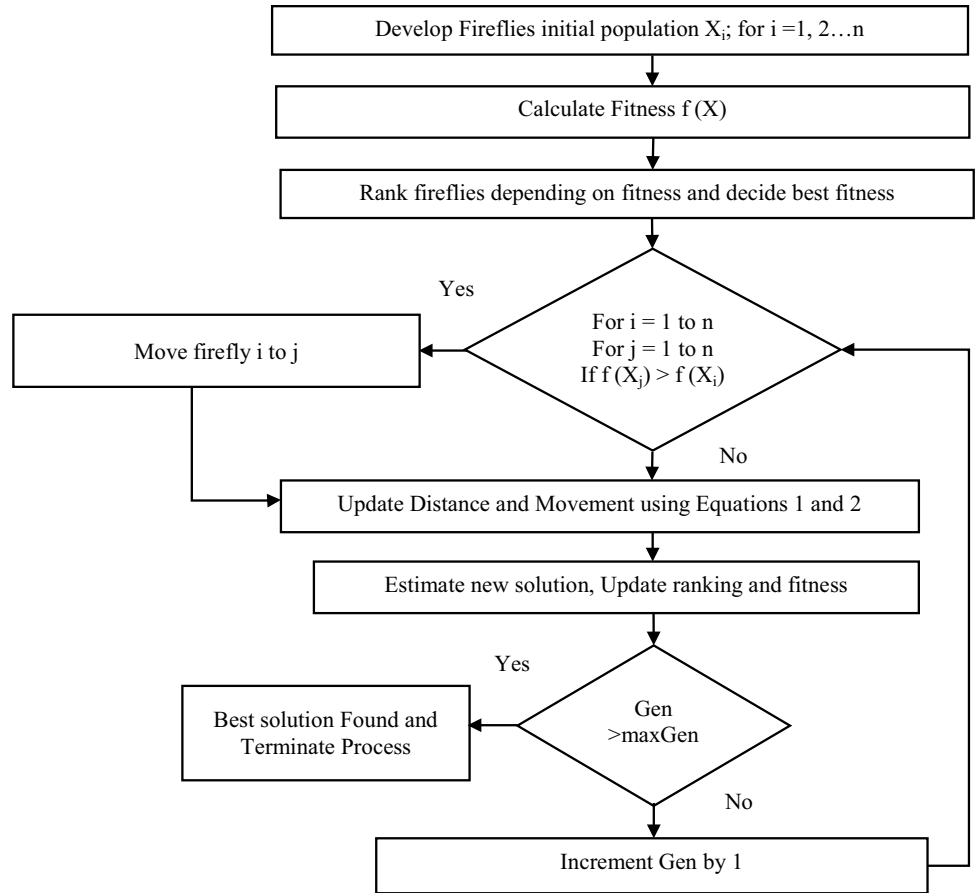 Develop Fireflies initial population Xi; for i =1, 2…n
Calculate Fitness f (X)
Rank fireflies depending on fitness and decide best fitness
Yes
For i = 1 to n
For j = 1 to n
If f (Xj) > f (Xi)
Move firefly i to j
No
Update Distance and Movement using Equations 1 and 2
Estimate new solution, Update ranking and fitness
Yes
Gen
>maxGen
Best solution Found and
Terminate Process
No
Increment Gen by 1